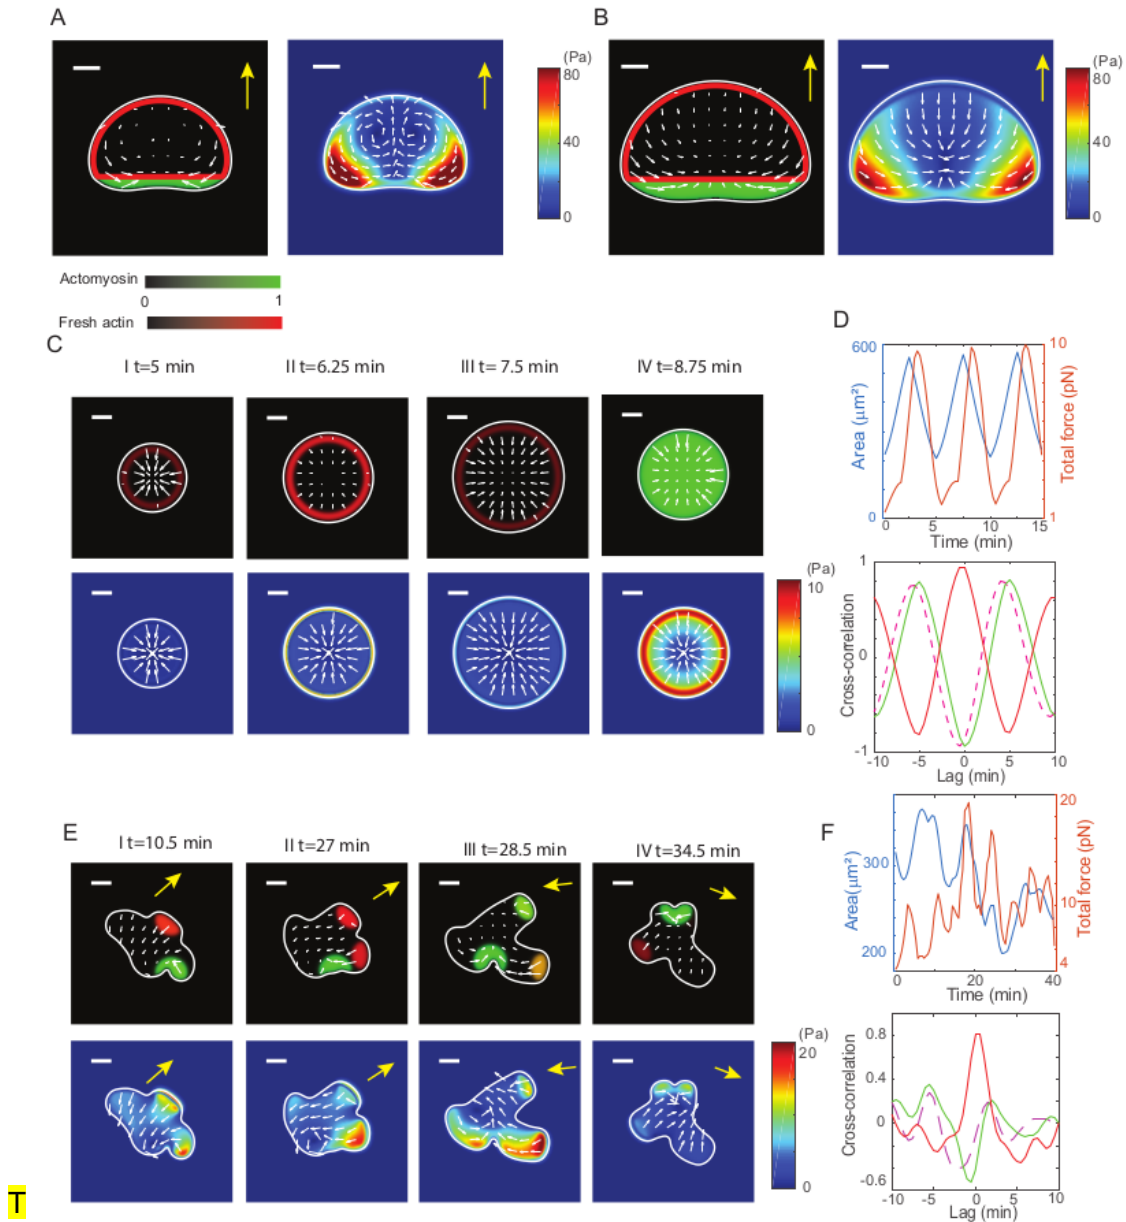 A
B
(Pa)
80
40
0
(Pa)
80
40
0
Actomyosin
0
1
Fresh actin
C
I t=5 min
II t=6.25 min
III t= 7.5 min
IV t=8.75 min
(Pa)
10
0
D
600
Area (µm²)
0
10
Total force (pN)
1
0
5
10
15
Time (min)
1
Cross-correlation
0
-1
-10
-5
0
5
10
Lag (min)
E
I t=10.5 min
II t=27 min
III t=28.5 min
IV t=34.5 min
(Pa)
20
0
F
300
Area(µm²)
200
20
Total force (pN)
10
4
0
20
40
Time (min)
0.8
0.4
Cross-correlation
0
-0.6
-10
-5
0
5
10
Lag (min)
T